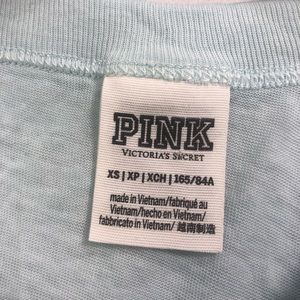 PINK
VICTORIA'S SECRET
XS | XP | XCH | 165/84A
made in Vietnam/fabriqué au
Vietnam/hecho en Vietnam/
fabbricato in Vietnam/ 越南制造